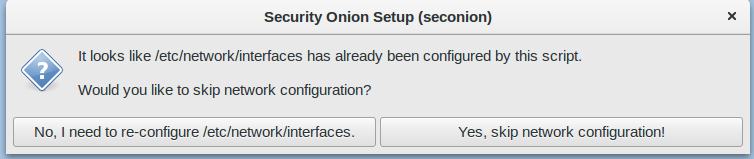 Security Onion Setup (seconion)
It looks like /etc/network/interfaces has already been configured by this script.
Would you like to skip network configuration?
No, I need to re-configure /etc/network/interfaces.
Yes, skip network configuration!